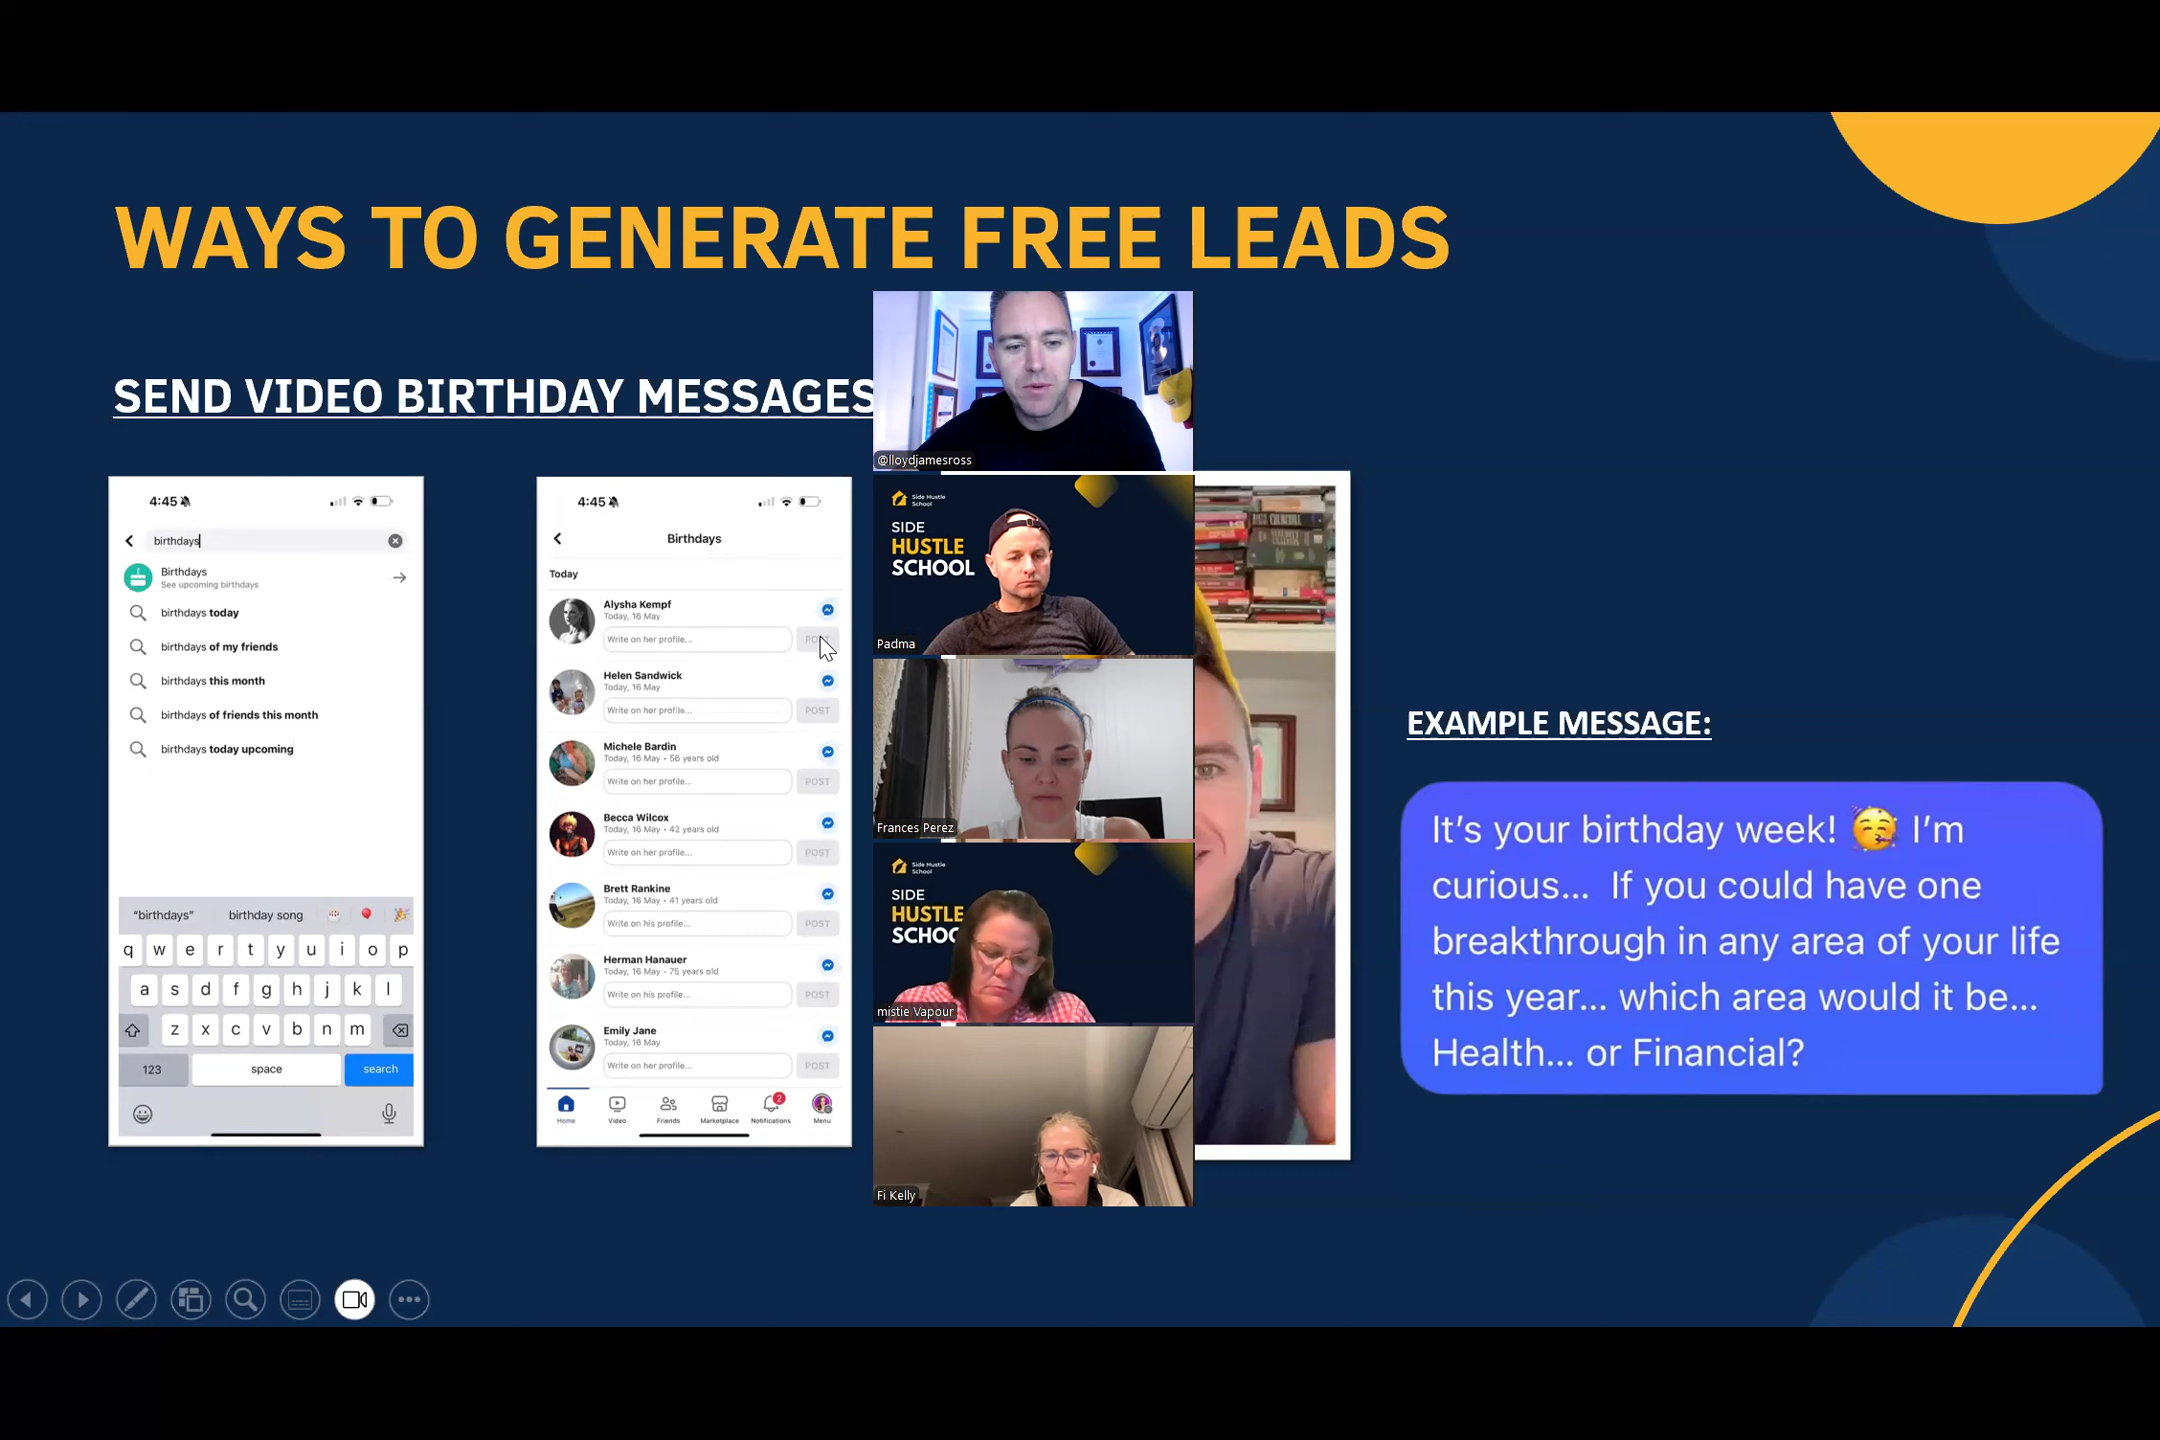 WAYS TO GENERATE FREE LEADS
SEND VIDEO BIRTHDAY MESSAGES
4:45
birthdays
Birthdays
See upcoming birthdays
birthdays today
birthdays of my friends
birthdays this month
birthdays of friends this month
birthdays today upcoming
"birthdays"
birthday song
q w e r t y u i o p
a s d f g h j k l
z x c v b n m
123
space
search
4:45
Birthdays
Today
Alysha Kempf
Today, 16 May
Write on her profile...
POST
Helen Sandwick
Today, 16 May
Write on her profile...
POST
Michele Bardin
Today, 16 May • 56 years old
Write on her profile...
POST
Becca Wilcox
Today, 16 May • 42 years old
Write on her profile...
POST
Brett Rankine
Today, 16 May • 41 years old
Write on his profile...
POST
Herman Hanauer
Today, 16 May • 75 years old
Write on his profile...
POST
Emily Jane
Today, 16 May
Write on her profile...
POST
2
Home
Video
Friends
Marketplace
Notifications
Menu
@lloydjamesross
Side Hustle
School
SIDE
HUSTLE
SCHOOL
Padma
Frances Perez
Side Hustle
School
SIDE
HUSTLE
SCHOO
mistie Vapour
Fi Kelly
EXAMPLE MESSAGE:
It's your birthday week! 🥳 I'm
curious... If you could have one
breakthrough in any area of your life
this year... which area would it be...
Health... or Financial?